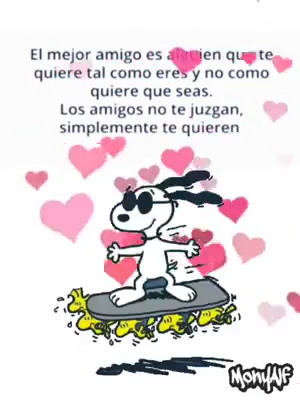 El mejor amigo es alguien que te
quiere tal como eres y no como
quiere que seas.
Los amigos no te juzgan,
simplemente te quieren